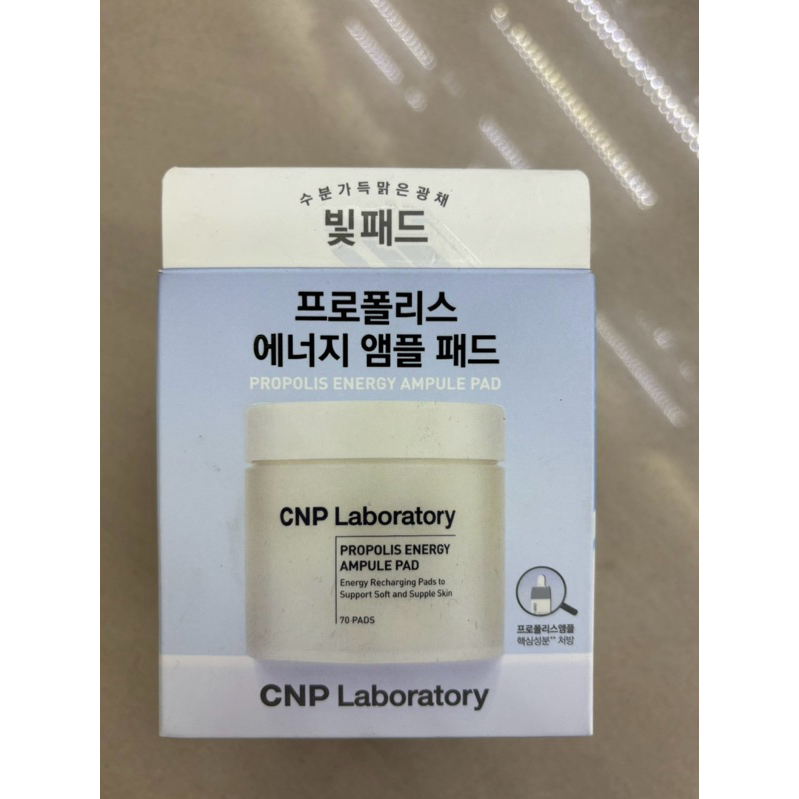 수분가득맑은광채
빛패드
프로폴리스
에너지 앰플 패드
PROPOLIS ENERGY AMPULE PAD
CNP Laboratory
PROPOLIS ENERGY
AMPULE PAD
Energy Recharging Pads to
Support Soft and Supple Skin
70 PADS
프로폴리스앰플
핵심성분** 처방
CNP Laboratory